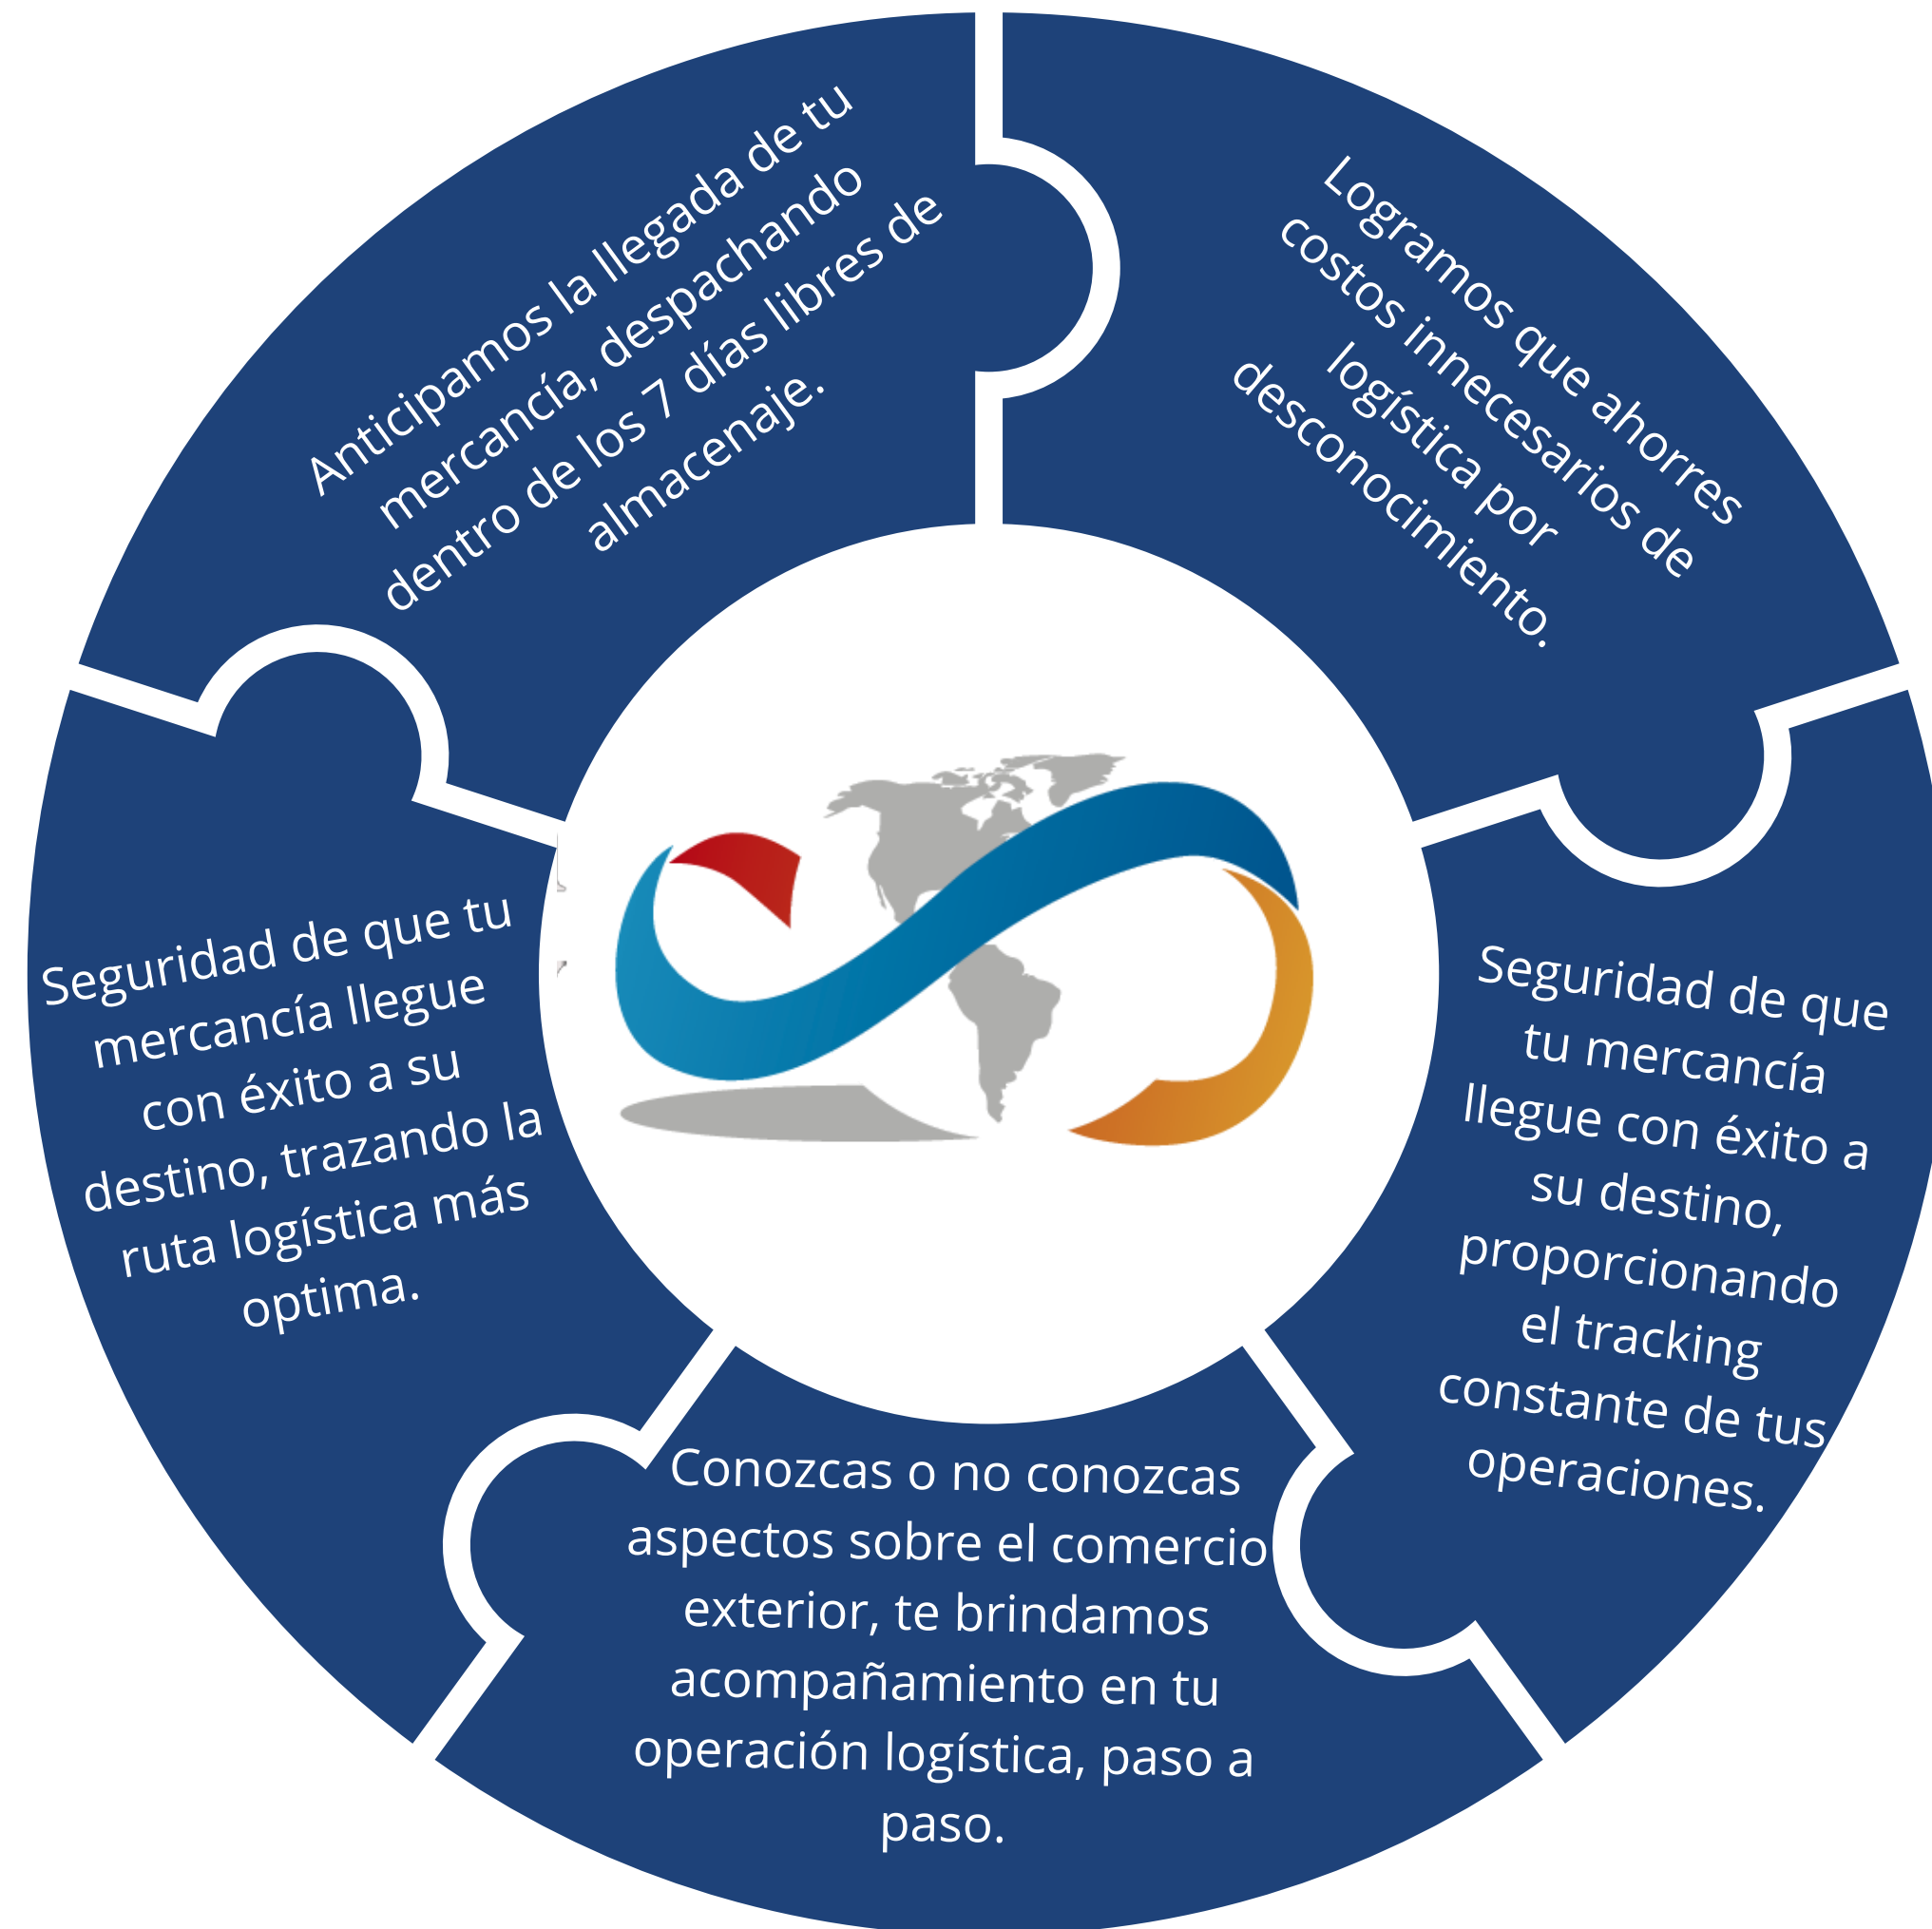 Anticipamos la llegada de tu
mercancía, despachando
dentro de los 7 días libres de
almacenaje.
Logramos que ahorres
costos innecesarios de
logística por
desconocimiento.
Seguridad de que
tu mercancía
llegue con éxito a
su destino,
proporcionando
el tracking
constante de tus
operaciones.
Conozcas o no conozcas
aspectos sobre el comercio
exterior, te brindamos
acompañamiento en tu
operación logística, paso a
paso.
Seguridad de que tu
mercancía llegue
con éxito a su
destino, trazando la
ruta logística más
optima.